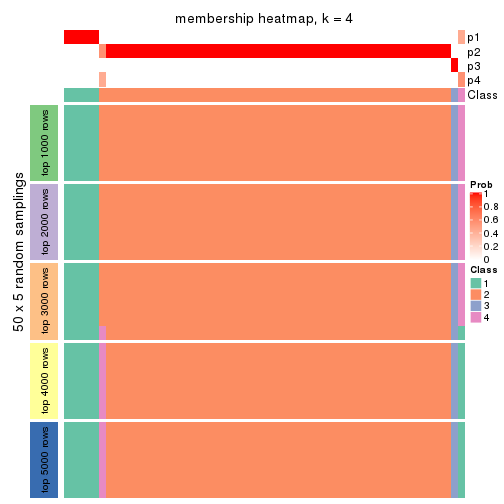 membership heatmap, k = 4
p1
p2
p3
p4
Class
50 x 5 random samplings
top 1000 rows
top 2000 rows
top 3000 rows
top 4000 rows
top 5000 rows
Prob
1
0.8
0.6
0.4
0.2
0
Class
1
2
3
4